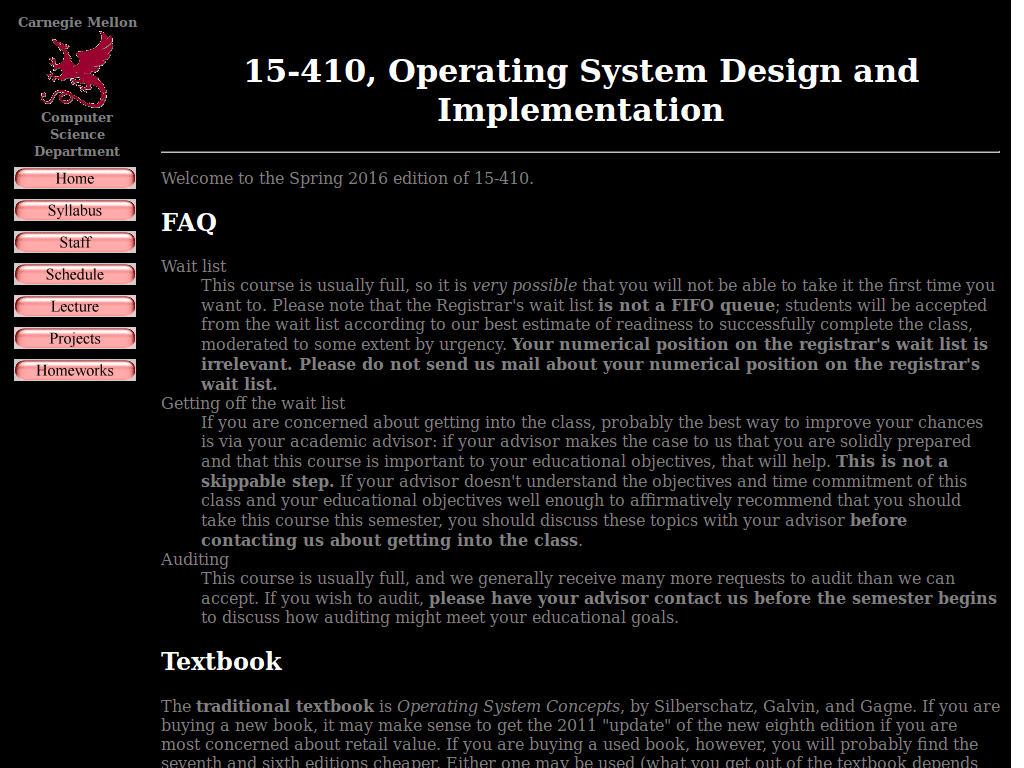 Carnegie Mellon
Computer
Science
Department
Home
Syllabus
Staff
Schedule
Lecture
Projects
Homeworks
15-410, Operating System Design and
Implementation
Welcome to the Spring 2016 edition of 15-410.
FAQ
Wait list
This course is usually full, so it is very possible that you will not be able to take it the first time you
want to. Please note that the Registrar's wait list is not a FIFO queue; students will be accepted
from the wait list according to our best estimate of readiness to successfully complete the class,
moderated to some extent by urgency. Your numerical position on the registrar's wait list is
irrelevant. Please do not send us mail about your numerical position on the registrar's
wait list.
Getting off the wait list
If you are concerned about getting into the class, probably the best way to improve your chances
is via your academic advisor: if your advisor makes the case to us that you are solidly prepared
and that this course is important to your educational objectives, that will help. This is not a
skippable step. If your advisor doesn't understand the objectives and time commitment of this
class and your educational objectives well enough to affirmatively recommend that you should
take this course this semester, you should discuss these topics with your advisor before
contacting us about getting into the class.
Auditing
This course is usually full, and we generally receive many more requests to audit than we can
accept. If you wish to audit, please have your advisor contact us before the semester begins
to discuss how auditing might meet your educational goals.
Textbook
The traditional textbook is Operating System Concepts, by Silberschatz, Galvin, and Gagne. If you are
buying a new book, it may make sense to get the 2011 "update" of the new eighth edition if you are
most concerned about retail value. If you are buying a used book, however, you will probably find the
seventh and sixth editions cheaper. Either one may be used (what you get out of the textbook depends